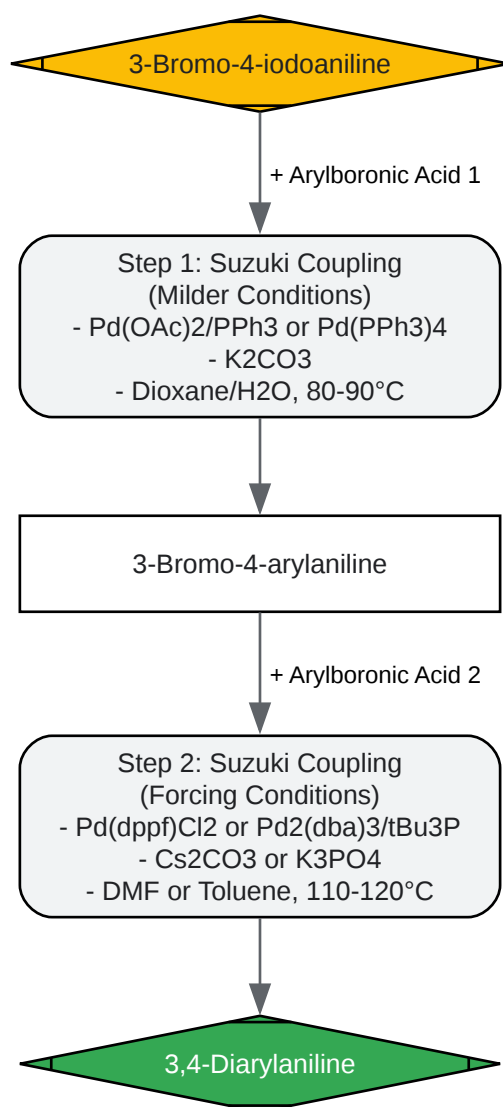 3-Bromo-4-iodoaniline
+ Arylboronic Acid 1
Step 1: Suzuki Coupling
(Milder Conditions)
- Pd(OAc)2/PPh3 or Pd(PPh3)4
- K2CO3
- Dioxane/H2O, 80-90°C
3-Bromo-4-arylaniline
+ Arylboronic Acid 2
Step 2: Suzuki Coupling
(Forcing Conditions)
- Pd(dppf)Cl2 or Pd2(dba)3/tBu3P
- Cs2CO3 or K3PO4
- DMF or Toluene, 110-120°C
3,4-Diarylaniline